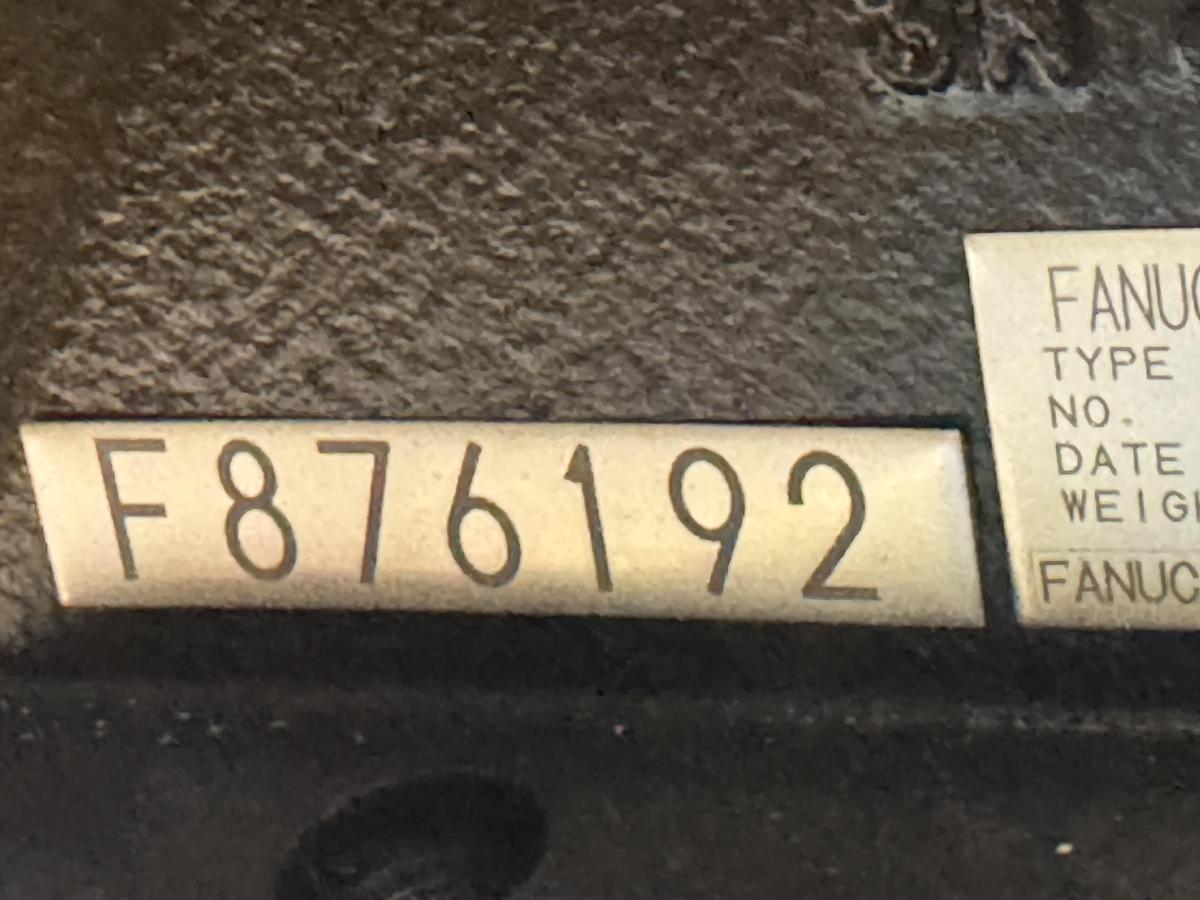 F876192
FANUC
TYPE
NO.
DATE
FANUC